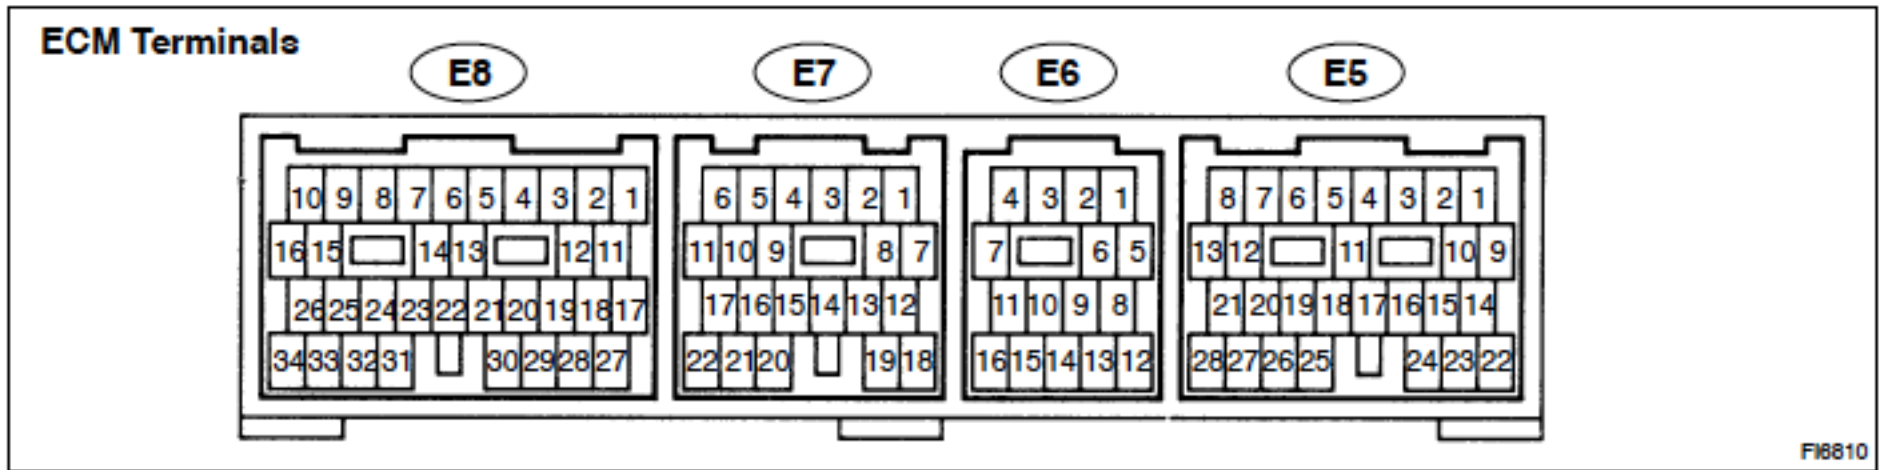 ECM Terminals
E8 E7 E6 E5
10 9 8 7 6 5 4 3 2 1 6 5 4 3 2 1 4 3 2 1 8 7 6 5 4 3 2 1
16 15 14 13 12 11 11 10 9 8 7 7 6 5 13 12 11 10 9
26 25 24 23 22 21 20 19 18 17 17 16 15 14 13 12 11 10 9 8 21 20 19 18 17 16 15 14
34 33 32 31 30 29 28 27 22 21 20 19 18 16 15 14 13 12 28 27 26 25 24 23 22
FI6810